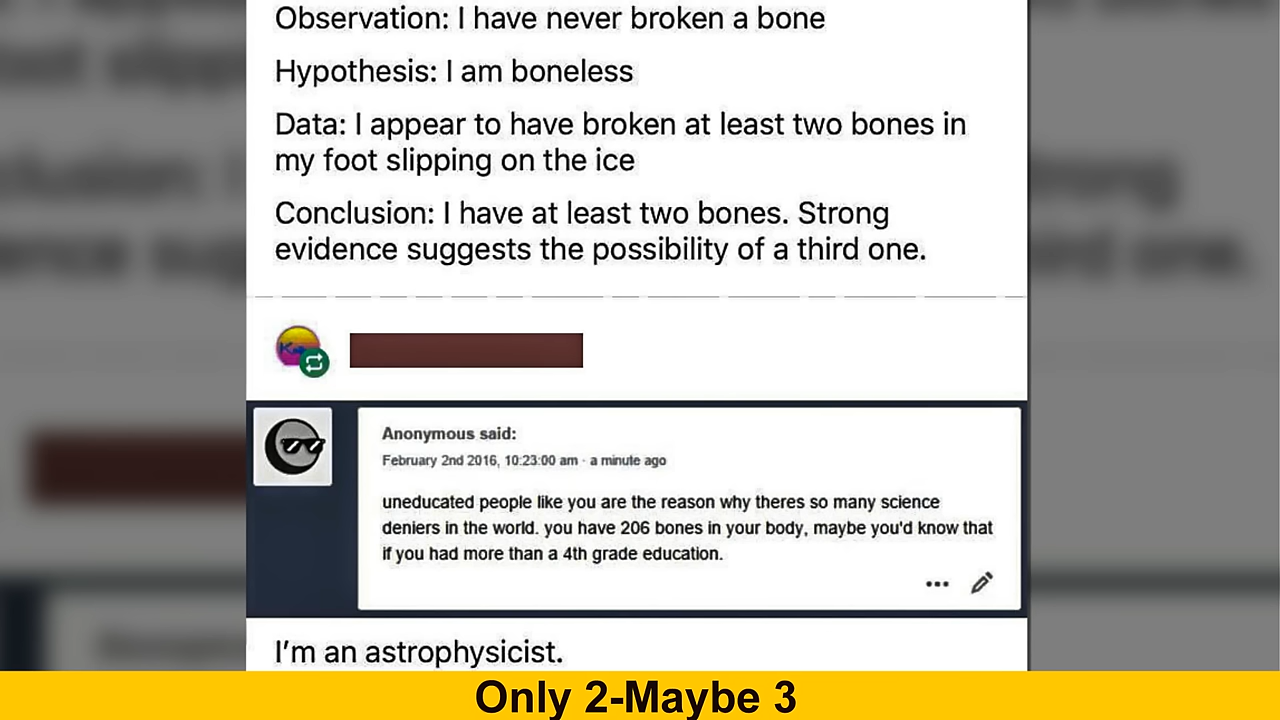 Observation: I have never broken a bone
Hypothesis: I am boneless
Data: I appear to have broken at least two bones in
my foot slipping on the ice
Conclusion: I have at least two bones. Strong
evidence suggests the possibility of a third one.
Anonymous said:
February 2nd 2016, 10:23:00 am · a minute ago
uneducated people like you are the reason why theres so many science
deniers in the world. you have 206 bones in your body, maybe you'd know that
if you had more than a 4th grade education.
I'm an astrophysicist.
Only 2-Maybe 3